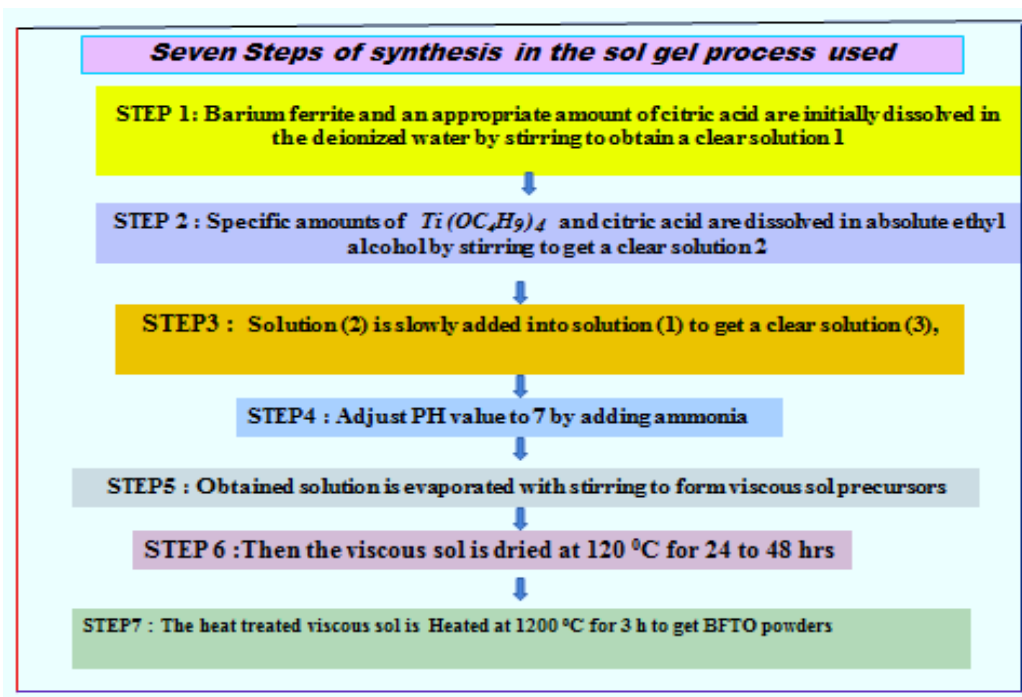 Seven Steps of synthesis in the sol gel process used
STEP 1: Barium ferrite and an appropriate amount of citric acid are initially dissolved in
the deionized water by stirring to obtain a clear solution 1
STEP 2 : Specific amounts of Ti(OC₄H₉)₄ and citric acid are dissolved in absolute ethyl
alcohol by stirring to get a clear solution 2
STEP3 : Solution (2) is slowly added into solution (1) to get a clear solution (3),
STEP4 : Adjust PH value to 7 by adding ammonia
STEP5 : Obtained solution is evaporated with stirring to form viscous sol precursors
STEP 6 :Then the viscous sol is dried at 120 ⁰C for 24 to 48 hrs
STEP7 : The heat treated viscous sol is Heated at 1200 ⁰C for 3 h to get BFTO powders